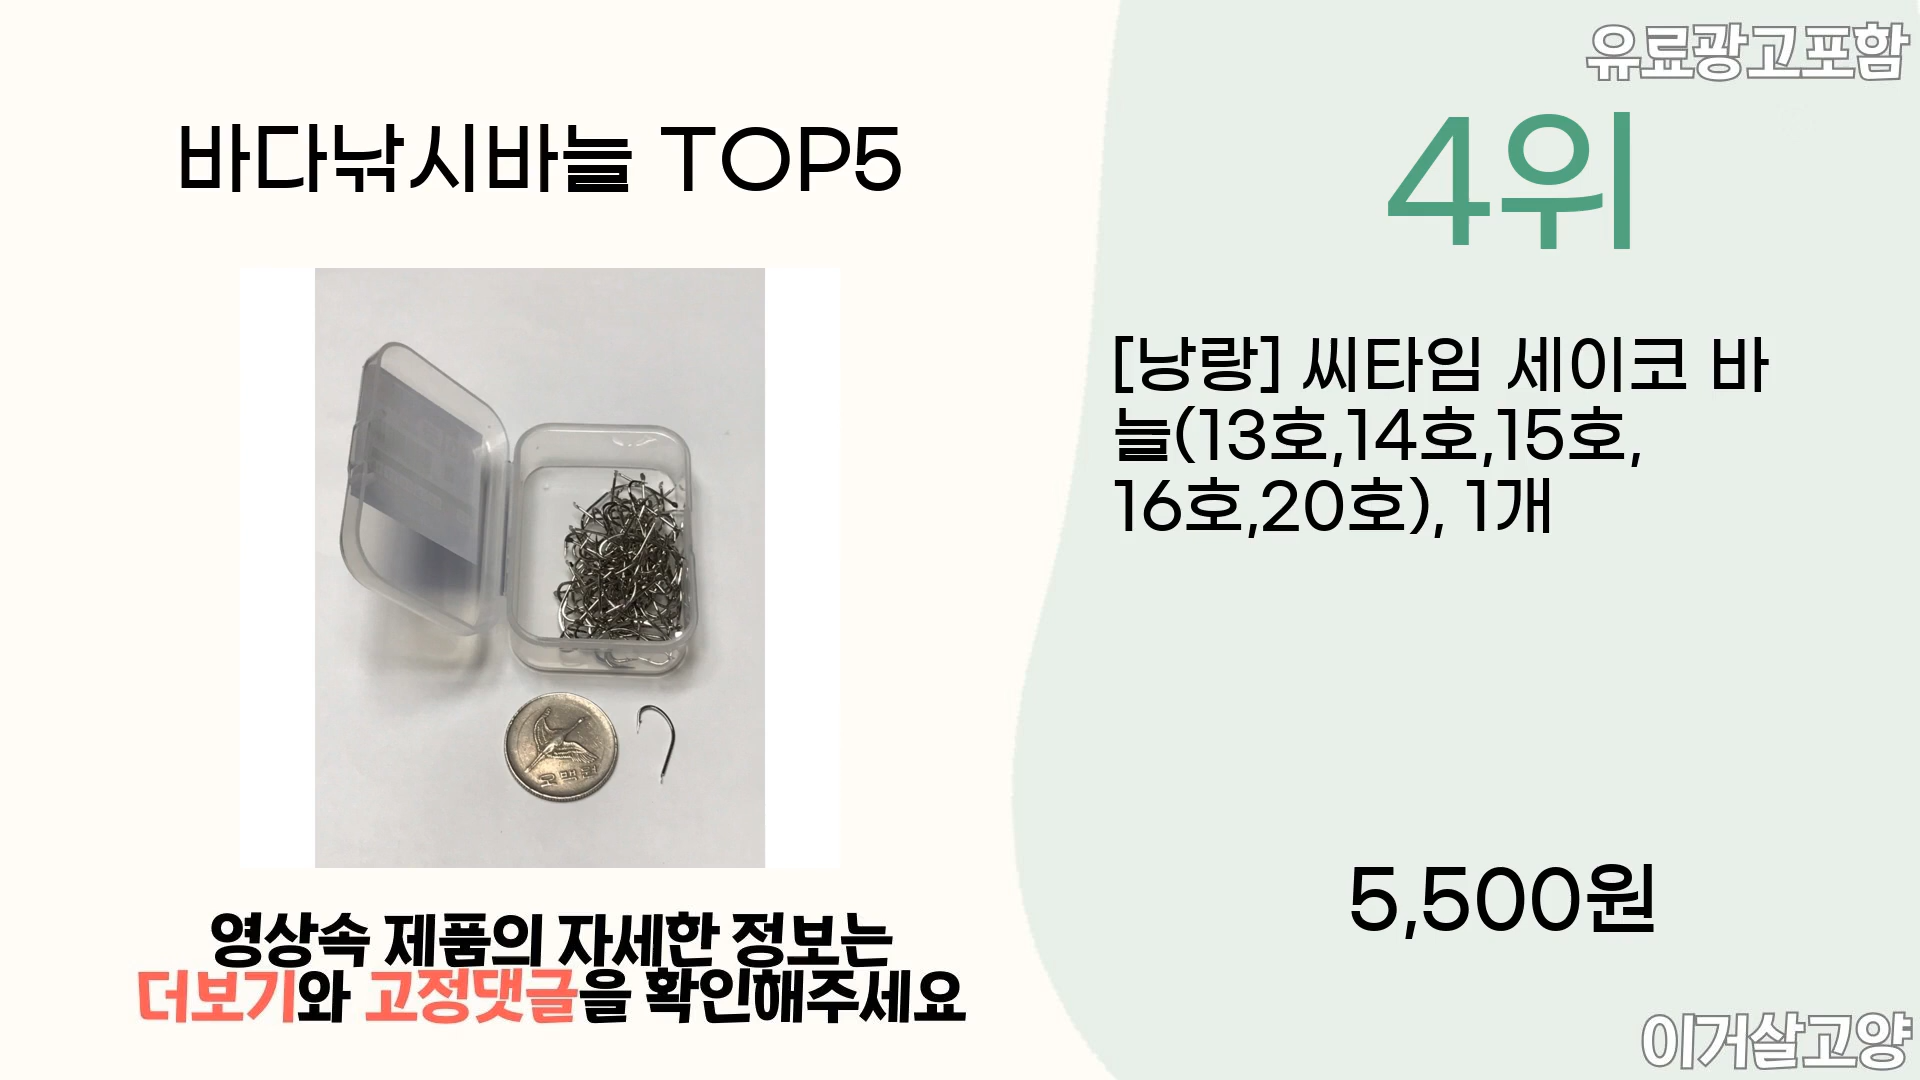 유료광고포함
바다낚시바늘 TOP5
4위
[낭랑] 씨타임 세이코 바
늘(13호,14호,15호,
16호,20호), 1개
오백원
5,500원
영상속 제품의 자세한 정보는
더보기와 고정댓글을 확인해주세요
이거살고양